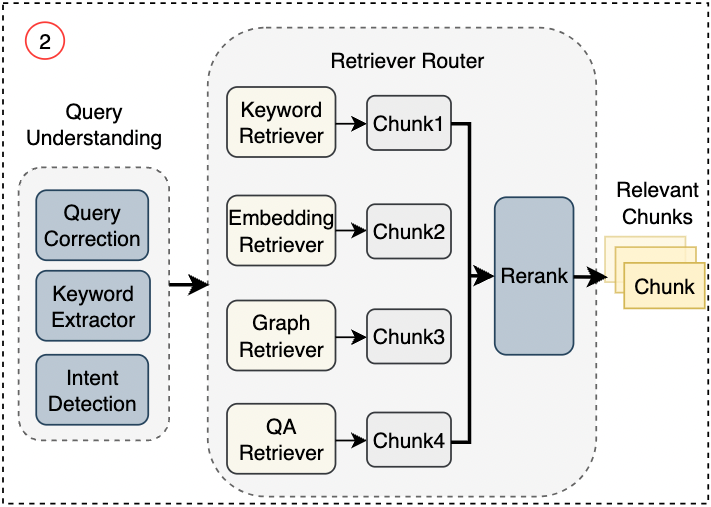 2
Query
Understanding
Query
Correction
Keyword
Extractor
Intent
Detection
Retriever Router
Keyword
Retriever
Chunk1
Embedding
Retriever
Chunk2
Graph
Retriever
Chunk3
QA
Retriever
Chunk4
Rerank
Relevant
Chunks
Chunk